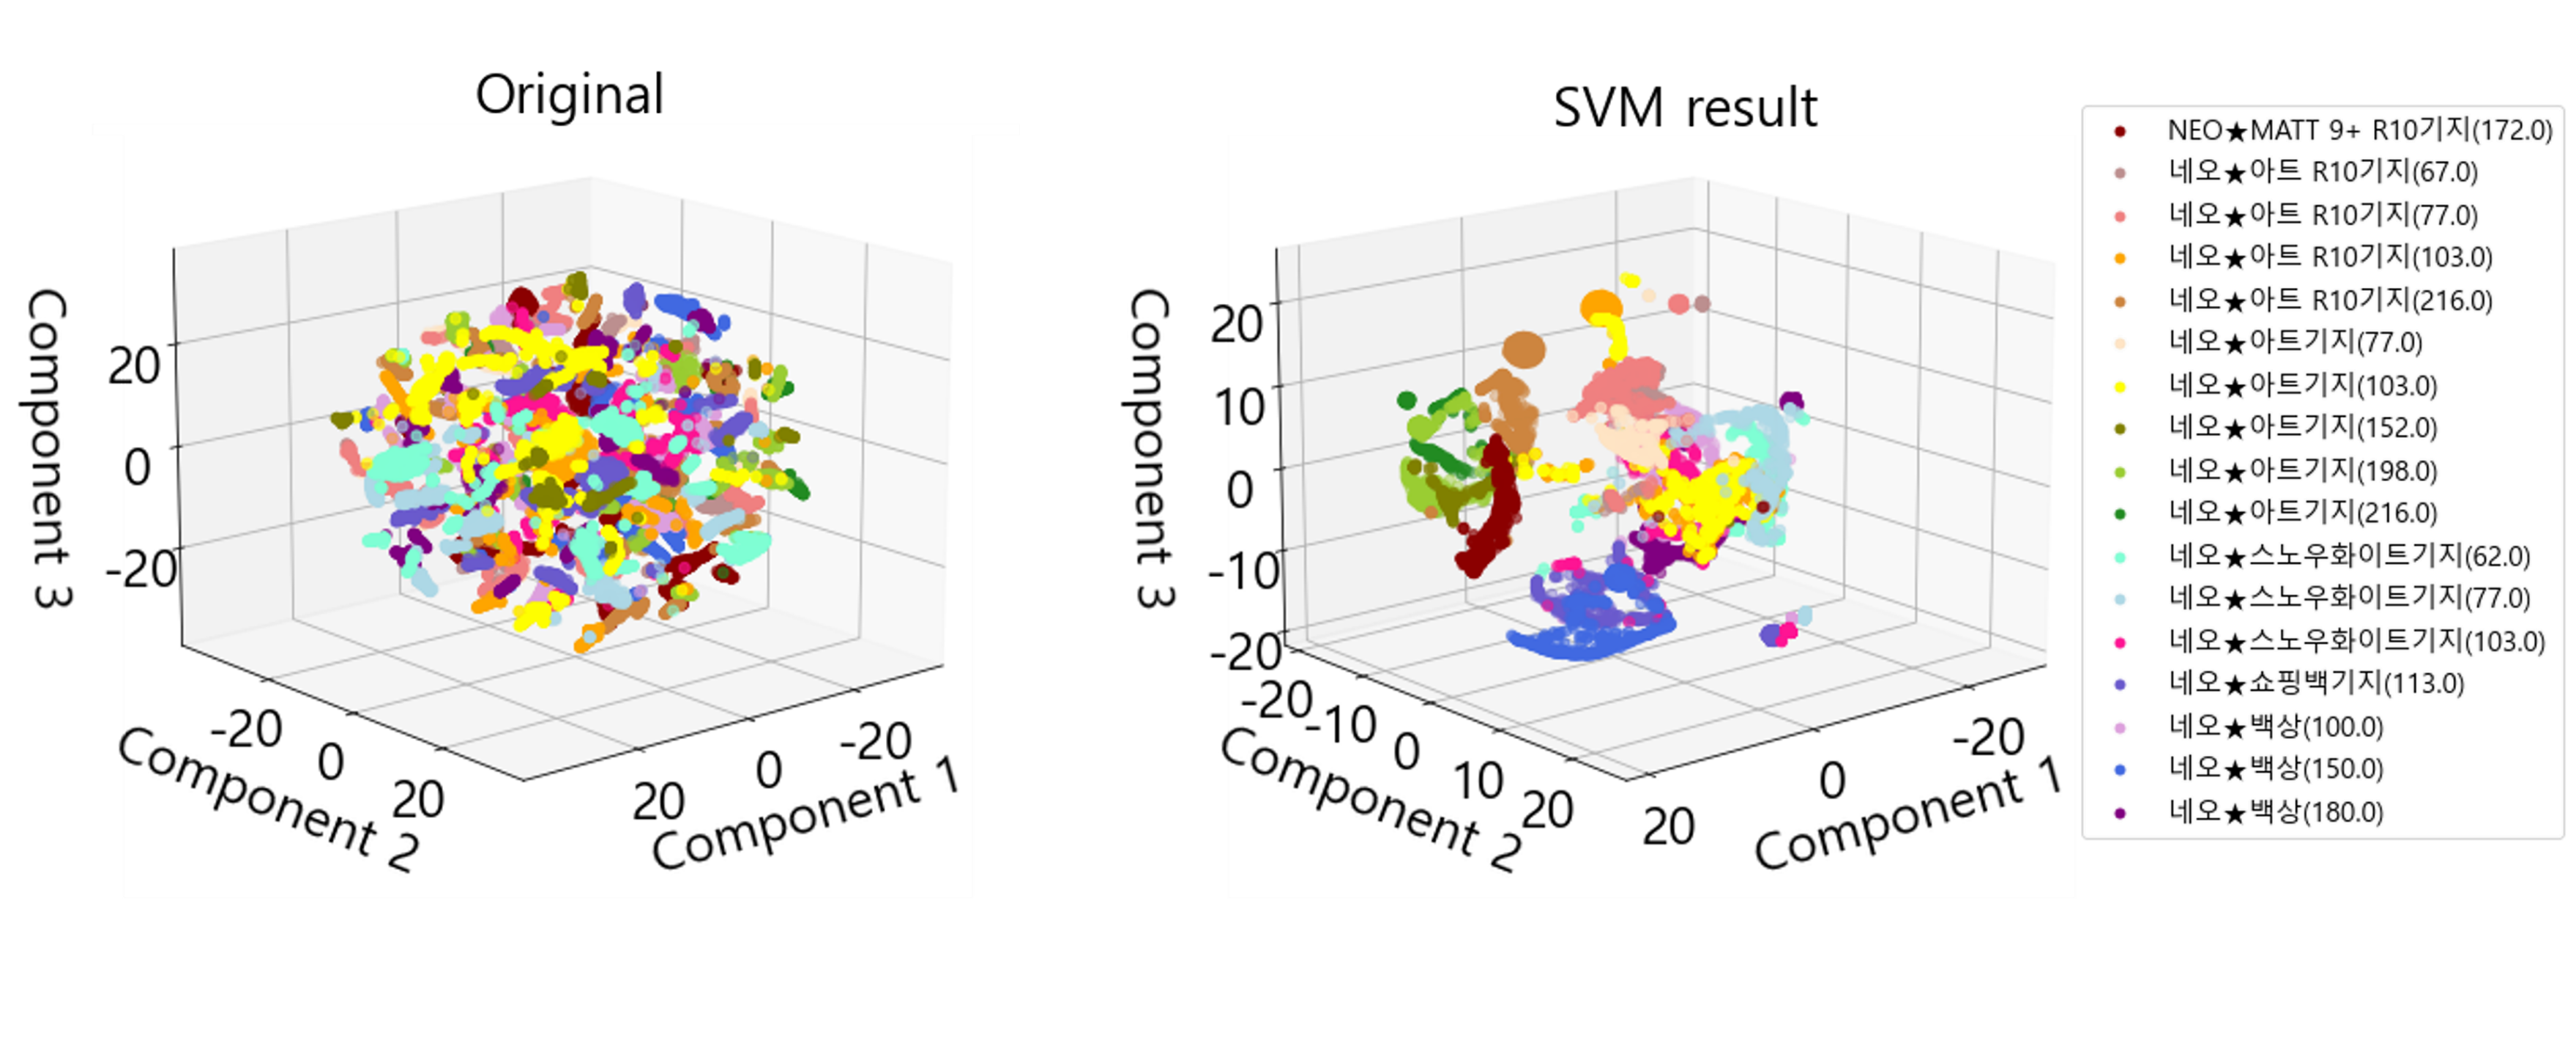 Original
Component 3
20
0
-20
-20
0
20
Component 2
20
0
-20
Component 1
SVM result
Component 3
20
10
0
-10
-20
-20
-10
0
10
20
Component 2
20
0
-20
Component 1
NEO★MATT 9+ R10기지(172.0)
네오★아트 R10기지(67.0)
네오★아트 R10기지(77.0)
네오★아트 R10기지(103.0)
네오★아트 R10기지(216.0)
네오★아트기지(77.0)
네오★아트기지(103.0)
네오★아트기지(152.0)
네오★아트기지(198.0)
네오★아트기지(216.0)
네오★스노우화이트기지(62.0)
네오★스노우화이트기지(77.0)
네오★스노우화이트기지(103.0)
네오★쇼핑백기지(113.0)
네오★백상(100.0)
네오★백상(150.0)
네오★백상(180.0)